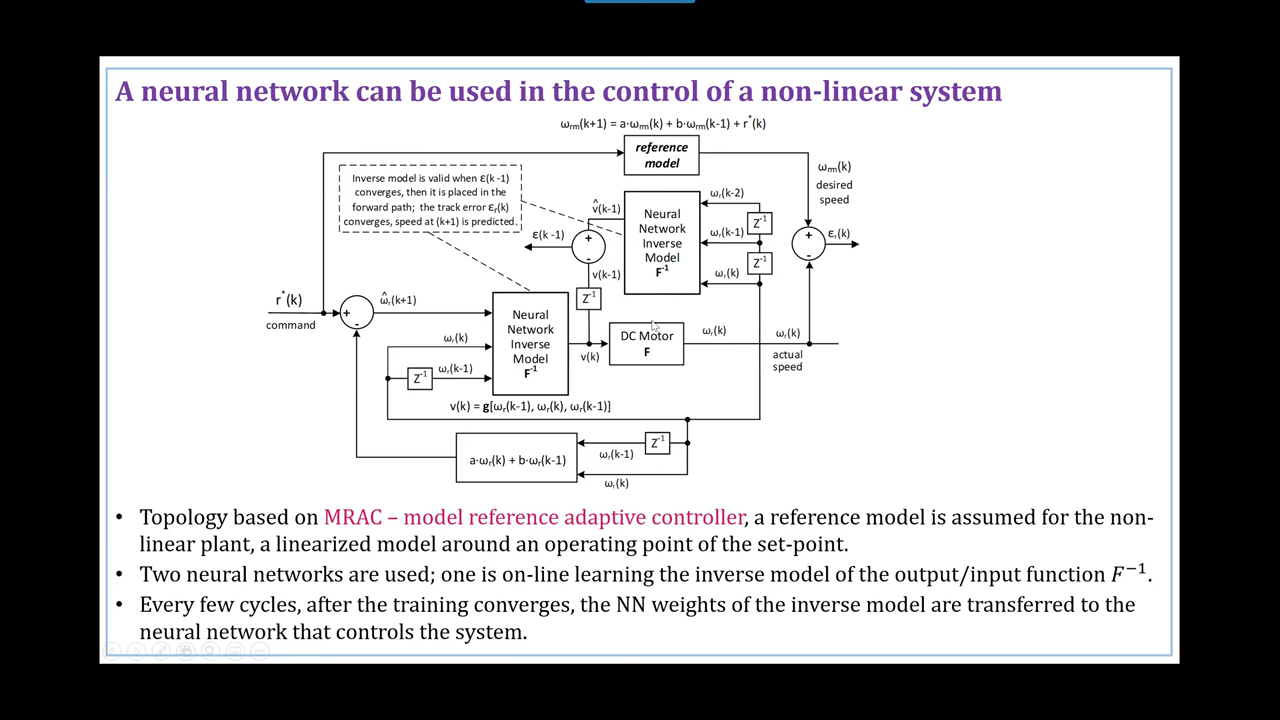 A neural network can be used in the control of a non-linear system
ωrm(k+1) = a·ωrm(k) + b·ωrm(k-1) + r*(k)
reference
model
ωrm(k)
desired
speed
Inverse model is valid when ε(k -1)
converges, then it is placed in the
forward path; the track error εr(k)
converges, speed at (k+1) is predicted.
v̂(k-1)
ε(k -1)
+
-
v(k-1)
Z-1
Neural
Network
Inverse
Model
F-1
ωr(k-2)
Z-1
ωr(k-1)
Z-1
ωr(k)
+
-
εr(k)
r*(k)
command
+
-
ω̂r(k+1)
ωr(k)
Z-1
ωr(k-1)
Neural
Network
Inverse
Model
F-1
v(k)
DC Motor
F
ωr(k)
ωr(k)
actual
speed
v(k) = g[ωr(k-1), ωr(k), ωr(k-1)]
a·ωr(k) + b·ωr(k-1)
Z-1
ωr(k-1)
ωr(k)
• Topology based on MRAC – model reference adaptive controller, a reference model is assumed for the non-
linear plant, a linearized model around an operating point of the set-point.
• Two neural networks are used; one is on-line learning the inverse model of the output/input function F−1.
• Every few cycles, after the training converges, the NN weights of the inverse model are transferred to the
neural network that controls the system.